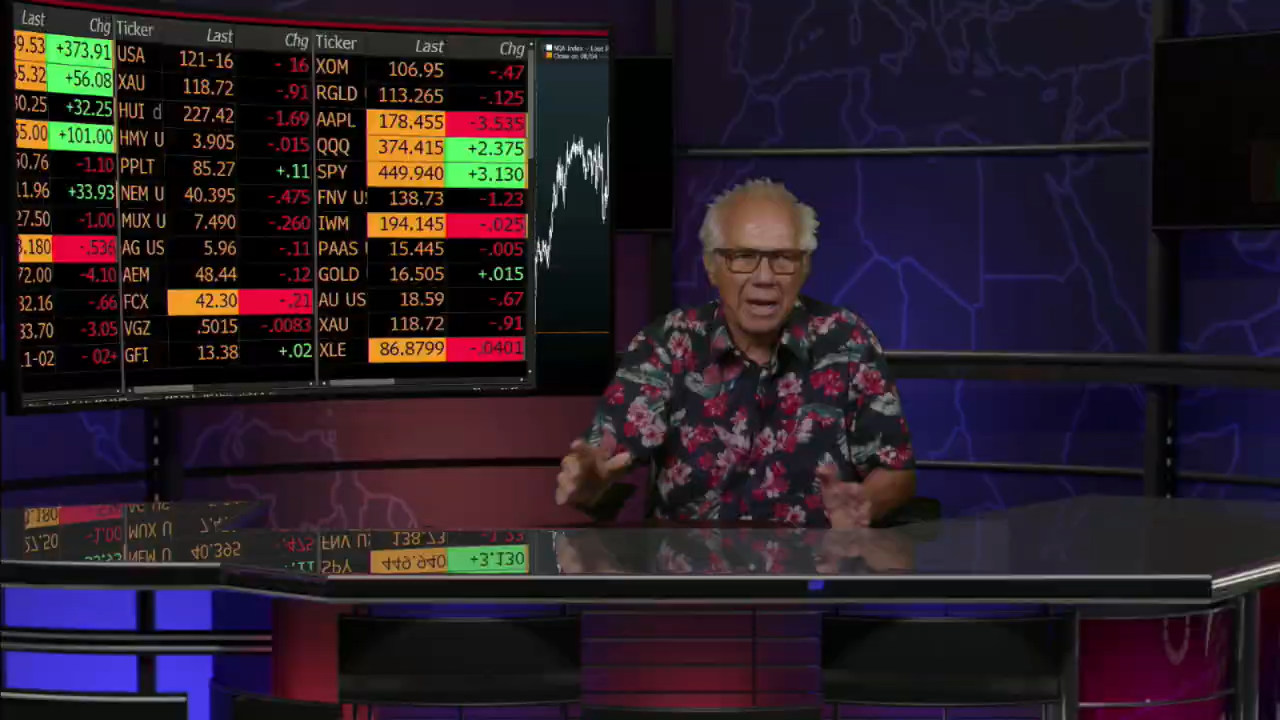 Last Chg Ticker Last Chg Ticker Last Chg
+373.91 USA 121-16 - 16 XOM 106.95 -.47
+56.08 XAU 118.72 -.91 RGLD 113.265 -.125
+32.25 HUI d 227.42 -1.69 AAPL 178.455 -3.535
+101.00 HMY U 3.905 -.015 QQQ 374.415 +2.375
-1.10 PPLT 85.27 +.11 SPY 449.940 +3.130
+33.93 NEM U 40.395 -.475 FNV U 138.73 -1.23
-1.00 MUX U 7.490 -.260 IWM 194.145 -.025
-.536 AG US 5.96 -.11 PAAS 15.445 -.005
-4.10 AEM 48.44 -.12 GOLD 16.505 +.015
-.66 FCX 42.30 -.21 AU US 18.59 -.67
-3.05 VGZ .5015 -.0083 XAU 118.72 -.91
- 02+ GFI 13.38 +.02 XLE 86.8799 -.0401